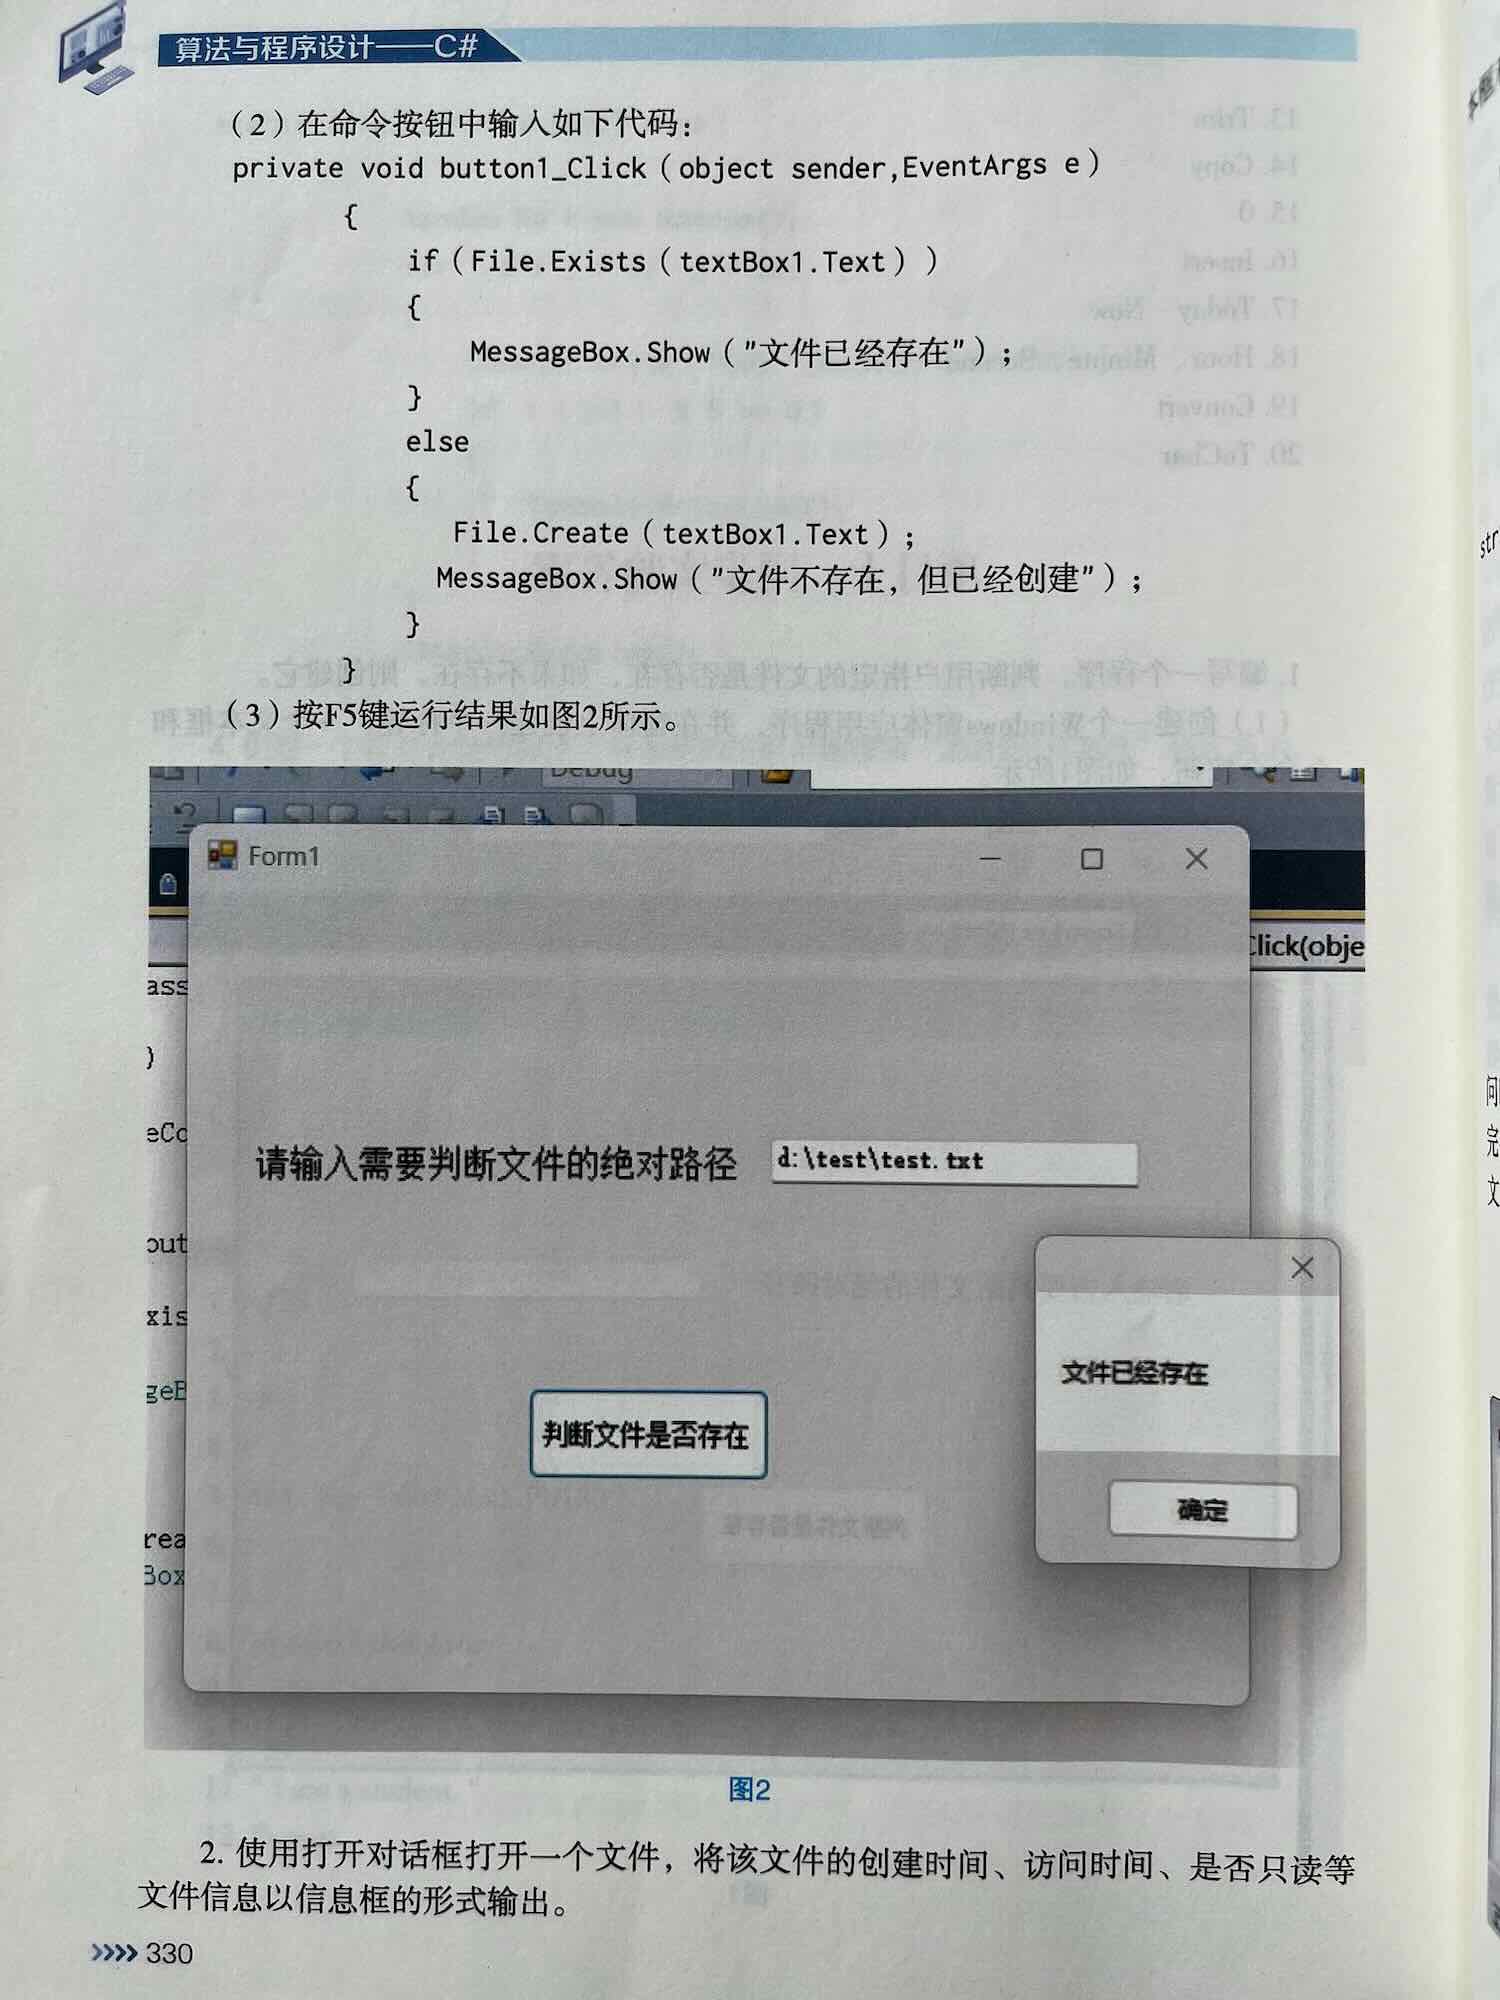 算法与程序设计——C#
（2）在命令按钮中输入如下代码：
private void button1_Click（object sender,EventArgs e）
{
if（File.Exists（textBox1.Text））
{
MessageBox.Show（"文件已经存在"）；
}
else
{
File.Create（textBox1.Text）；
MessageBox.Show（"文件不存在，但已经创建"）；
}
}
（3）按F5键运行结果如图2所示。
Debug
Form1
Click(obje
ass
}
eCo
请输入需要判断文件的绝对路径 d:\test\test.txt
out
xis
文件已经存在
geB
判断文件是否存在
确定
rea
Box
图2
2. 使用打开对话框打开一个文件，将该文件的创建时间、访问时间、是否只读等
文件信息以信息框的形式输出。
330
str
问
完
文